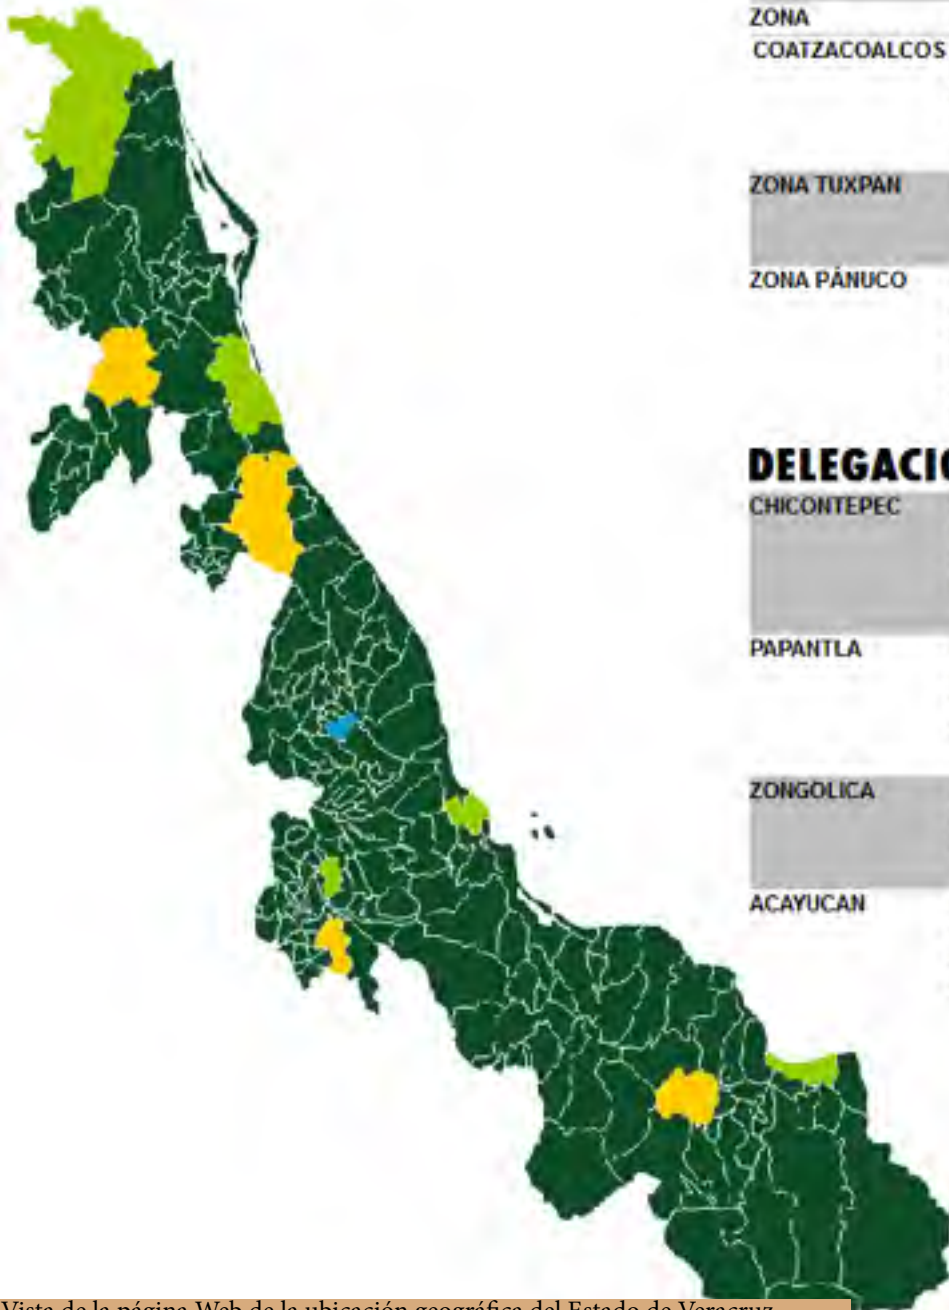 ZONA
COATZACOALCOS
ZONA TUXPAN
ZONA PÁNUCO
DELEGACIO
CHICONTEPEC
PAPANTLA
ZONGOLICA
ACAYUCAN
Vista de la página Web de la ubicación geográfica del Estado de Veracruz